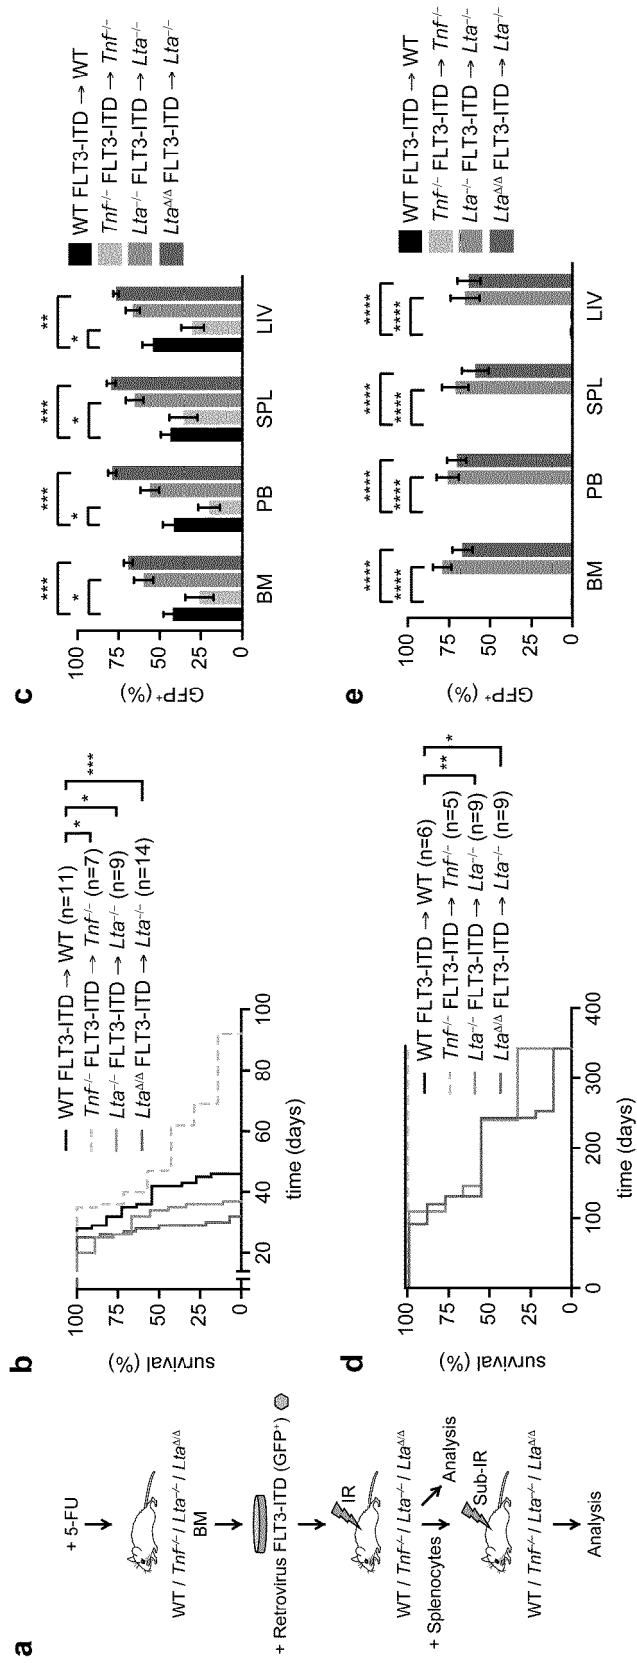 a
+ 5-FU
WT / Tnf⁻/⁻ / Lta⁻/⁻ / LtaΔ/Δ
BM
+ Retrovirus FLT3-ITD (GFP⁺)
IR
WT / Tnf⁻/⁻ / Lta⁻/⁻ / LtaΔ/Δ
+ Splenocytes
Analysis
Sub-IR
WT / Tnf⁻/⁻ / Lta⁻/⁻ / LtaΔ/Δ
Analysis
b
survival (%)
100
75
50
25
0
20 40 60 80 100
time (days)
WT FLT3-ITD → WT (n=11)
Tnf⁻/⁻ FLT3-ITD → Tnf⁻/⁻ (n=7)
Lta⁻/⁻ FLT3-ITD → Lta⁻/⁻ (n=9)
LtaΔ/Δ FLT3-ITD → Lta⁻/⁻ (n=14)
*
*
***
c
GFP⁺ (%)
100
75
50
25
0
*** *** *** **
* * * *
BM PB SPL LIV
WT FLT3-ITD → WT
Tnf⁻/⁻ FLT3-ITD → Tnf⁻/⁻
Lta⁻/⁻ FLT3-ITD → Lta⁻/⁻
LtaΔ/Δ FLT3-ITD → Lta⁻/⁻
d
survival (%)
100
75
50
25
0
0 100 200 300 400
time (days)
WT FLT3-ITD → WT (n=6)
Tnf⁻/⁻ FLT3-ITD → Tnf⁻/⁻ (n=5)
Lta⁻/⁻ FLT3-ITD → Lta⁻/⁻ (n=9)
LtaΔ/Δ FLT3-ITD → Lta⁻/⁻ (n=9)
**
*
e
GFP⁺ (%)
100
75
50
25
0
**** **** **** ****
**** **** **** ****
BM PB SPL LIV
WT FLT3-ITD → WT
Tnf⁻/⁻ FLT3-ITD → Tnf⁻/⁻
Lta⁻/⁻ FLT3-ITD → Lta⁻/⁻
LtaΔ/Δ FLT3-ITD → Lta⁻/⁻